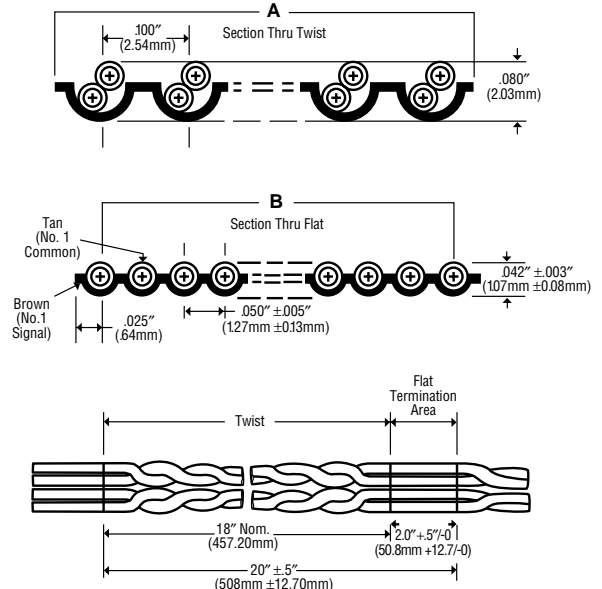 A
.100"
(2.54mm)
Section Thru Twist
.080"
(2.03mm)
B
Section Thru Flat
Tan
(No. 1
Common)
Brown
(No.1
Signal)
.025"
(.64mm)
.050" ±.005"
(1.27mm ±0.13mm)
.042" ±.003"
(1.07mm ±0.08mm)
Flat
Termination
Area
Twist
18" Nom.
(457.20mm)
2.0"+.5"/-0
(50.8mm +12.7/-0)
20" ±.5"
(508mm ±12.70mm)